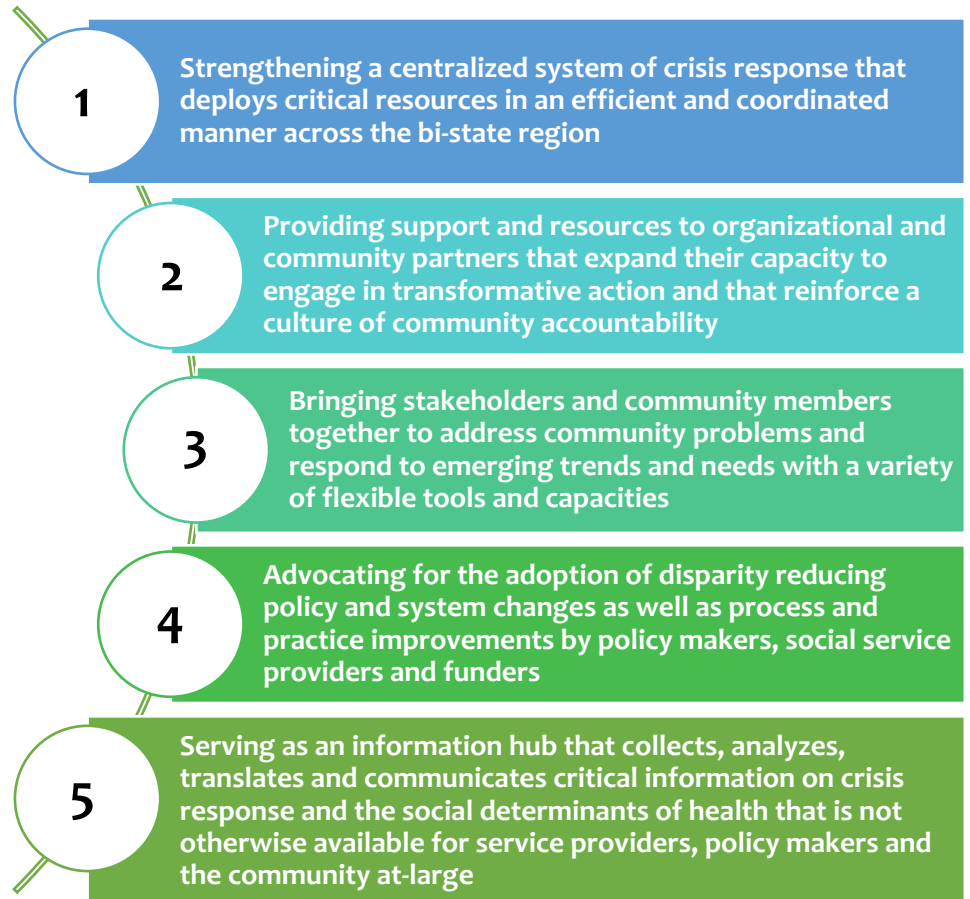 1
Strengthening a centralized system of crisis response that
deploys critical resources in an efficient and coordinated
manner across the bi-state region
2
Providing support and resources to organizational and
community partners that expand their capacity to
engage in transformative action and that reinforce a
culture of community accountability
3
Bringing stakeholders and community members
together to address community problems and
respond to emerging trends and needs with a variety
of flexible tools and capacities
4
Advocating for the adoption of disparity reducing
policy and system changes as well as process and
practice improvements by policy makers, social service
providers and funders
5
Serving as an information hub that collects, analyzes,
translates and communicates critical information on crisis
response and the social determinants of health that is not
otherwise available for service providers, policy makers and
the community at-large